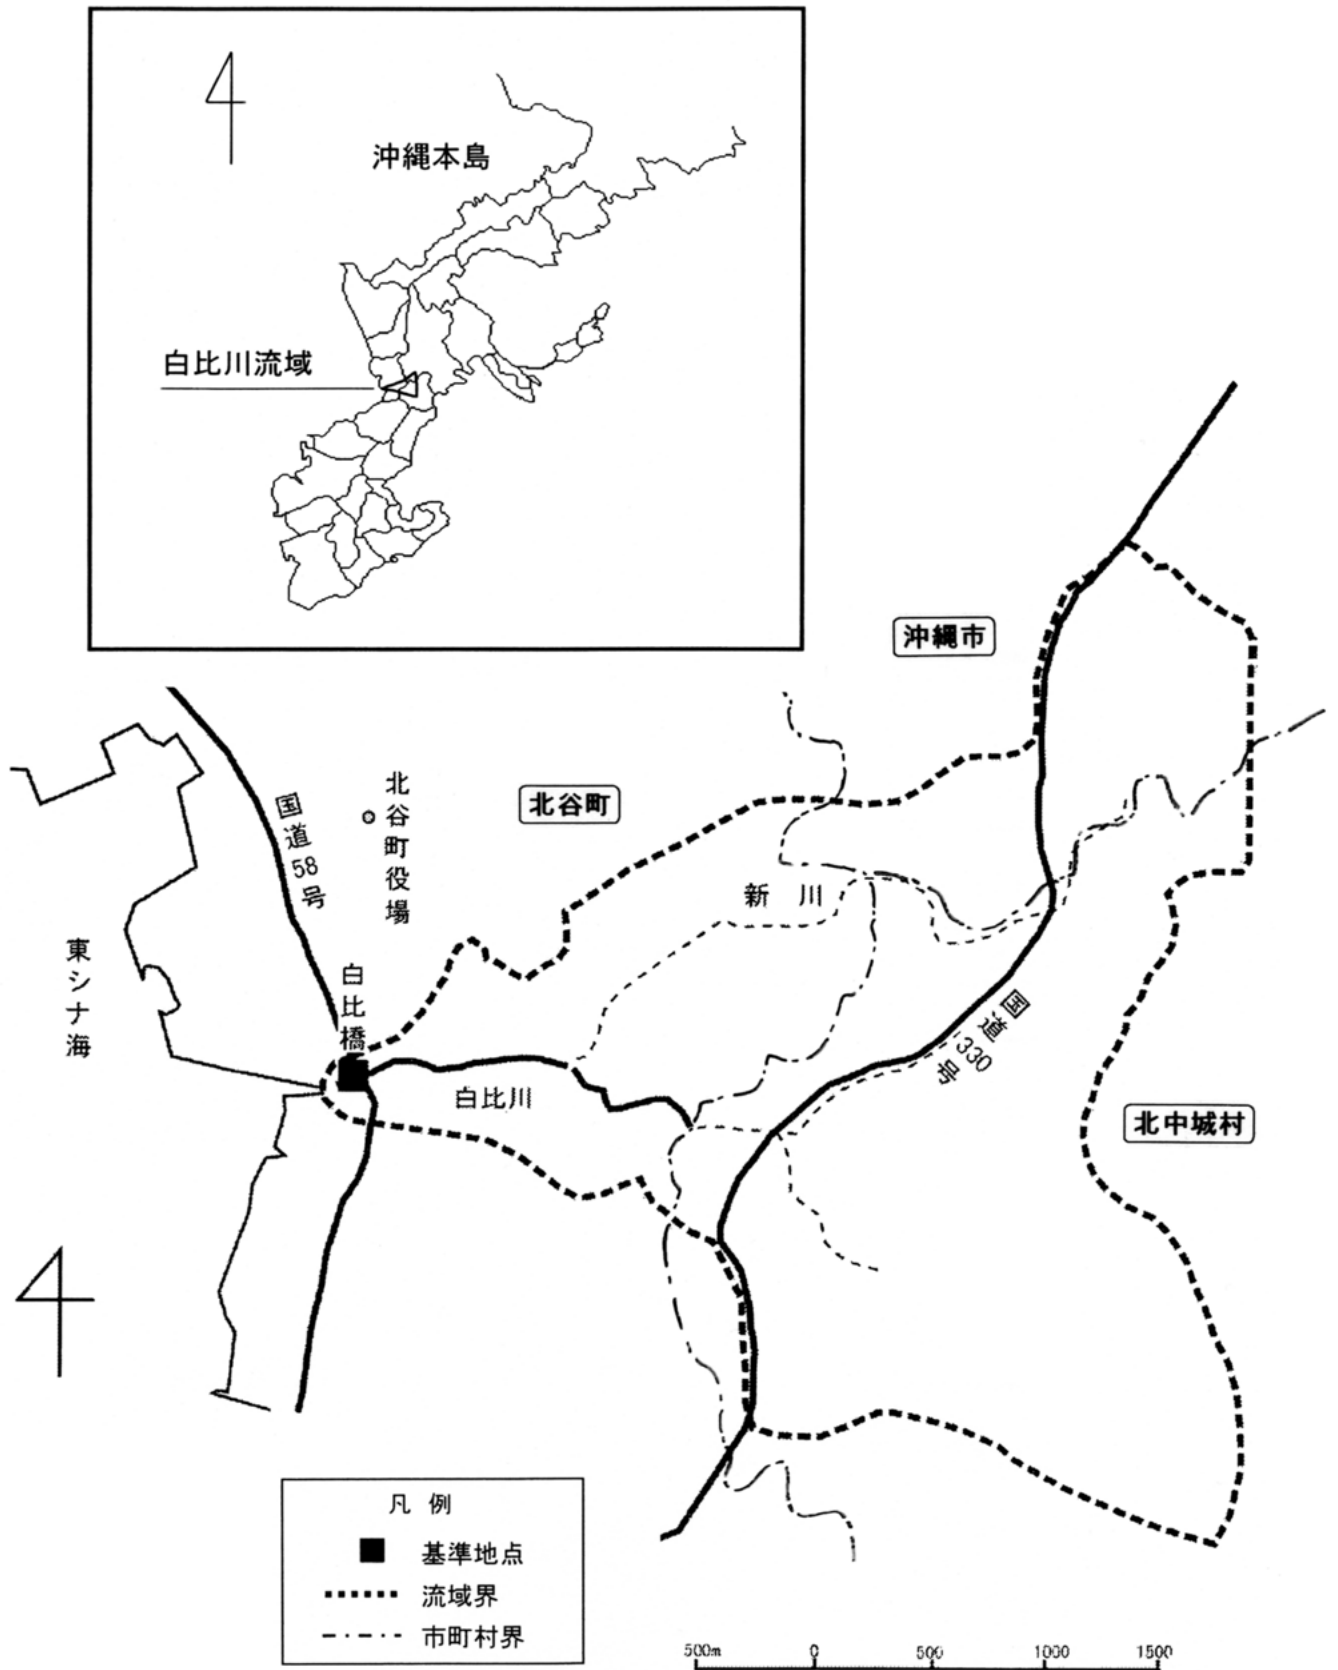 沖縄本島
白比川流域
沖縄市
北谷町
北谷町役場
国道58号
新川
東シナ海
白比橋
国道330号
白比川
北中城村
凡例
基準地点
流域界
市町村界
500m 0 500 1000 1500